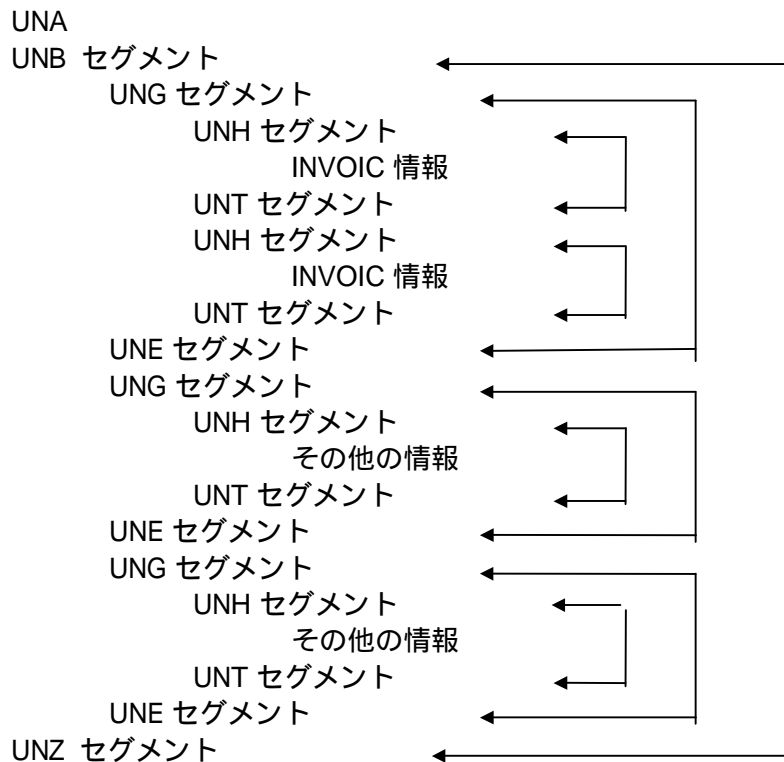 UNA
UNB セグメント
UNG セグメント
UNH セグメント
INVOIC 情報
UNT セグメント
UNH セグメント
INVOIC 情報
UNT セグメント
UNE セグメント
UNG セグメント
UNH セグメント
その他の情報
UNT セグメント
UNE セグメント
UNG セグメント
UNH セグメント
その他の情報
UNT セグメント
UNE セグメント
UNZ セグメント